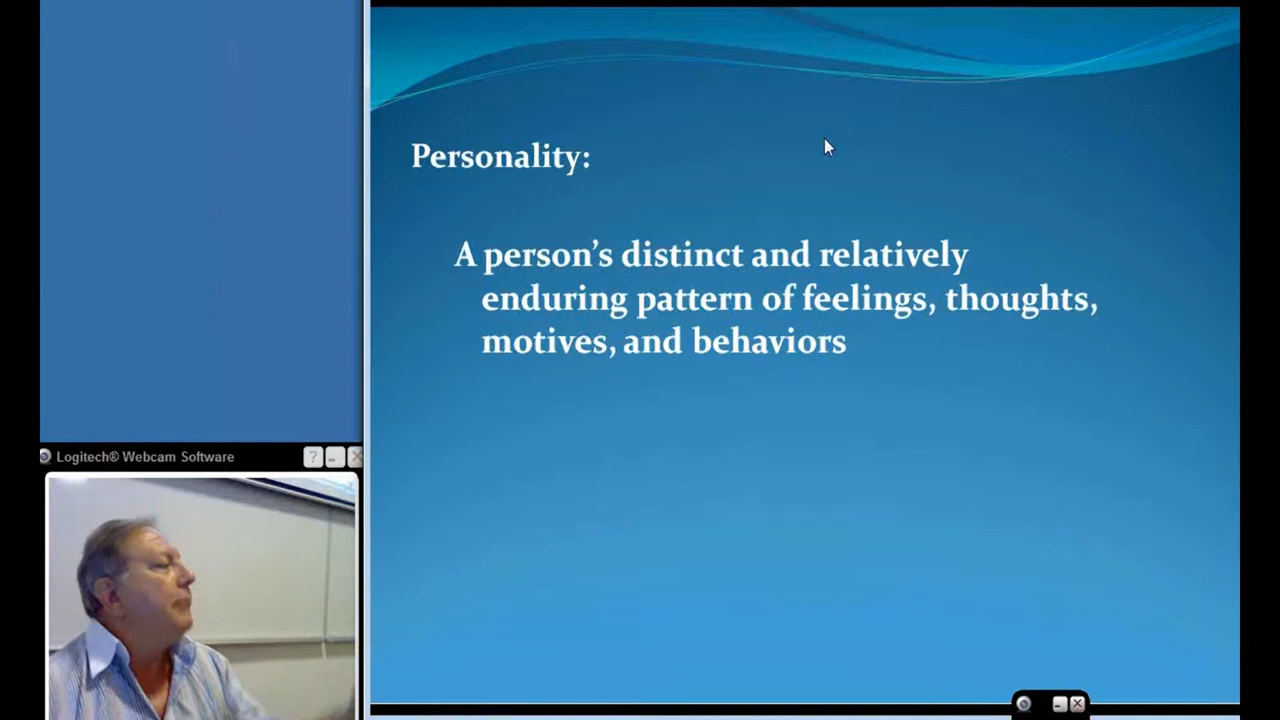 Personality:
A person's distinct and relatively
enduring pattern of feelings, thoughts,
motives, and behaviors
Logitech® Webcam Software
?